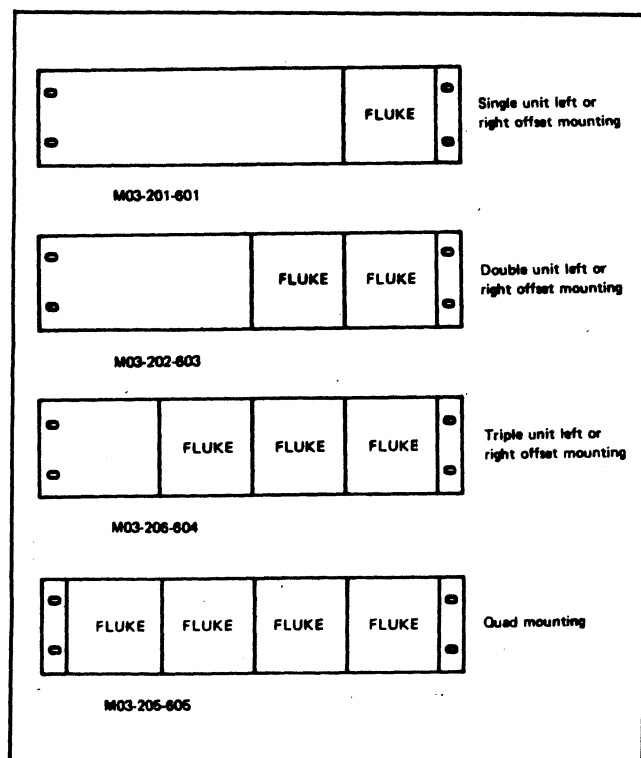 FLUKE
Single unit left or
right offset mounting
M03-201-601
FLUKE FLUKE
Double unit left or
right offset mounting
M03-202-603
FLUKE FLUKE FLUKE
Triple unit left or
right offset mounting
M03-206-604
FLUKE FLUKE FLUKE FLUKE
Quad mounting
M03-205-605